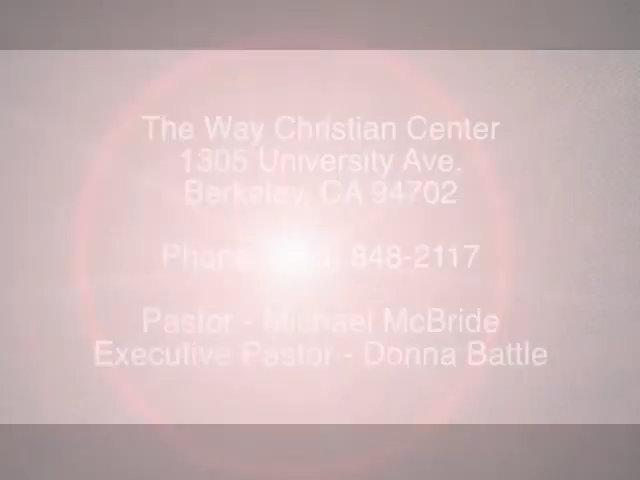 The Way Christian Center
1305 University Ave.
Berkeley, CA 94702
Phone 848-2117
Pastor - Michael McBride
Executive Pastor - Donna Battle